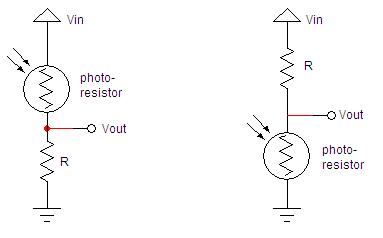 Vin
photo-
resistor
Vout
R
Vin
R
Vout
photo-
resistor